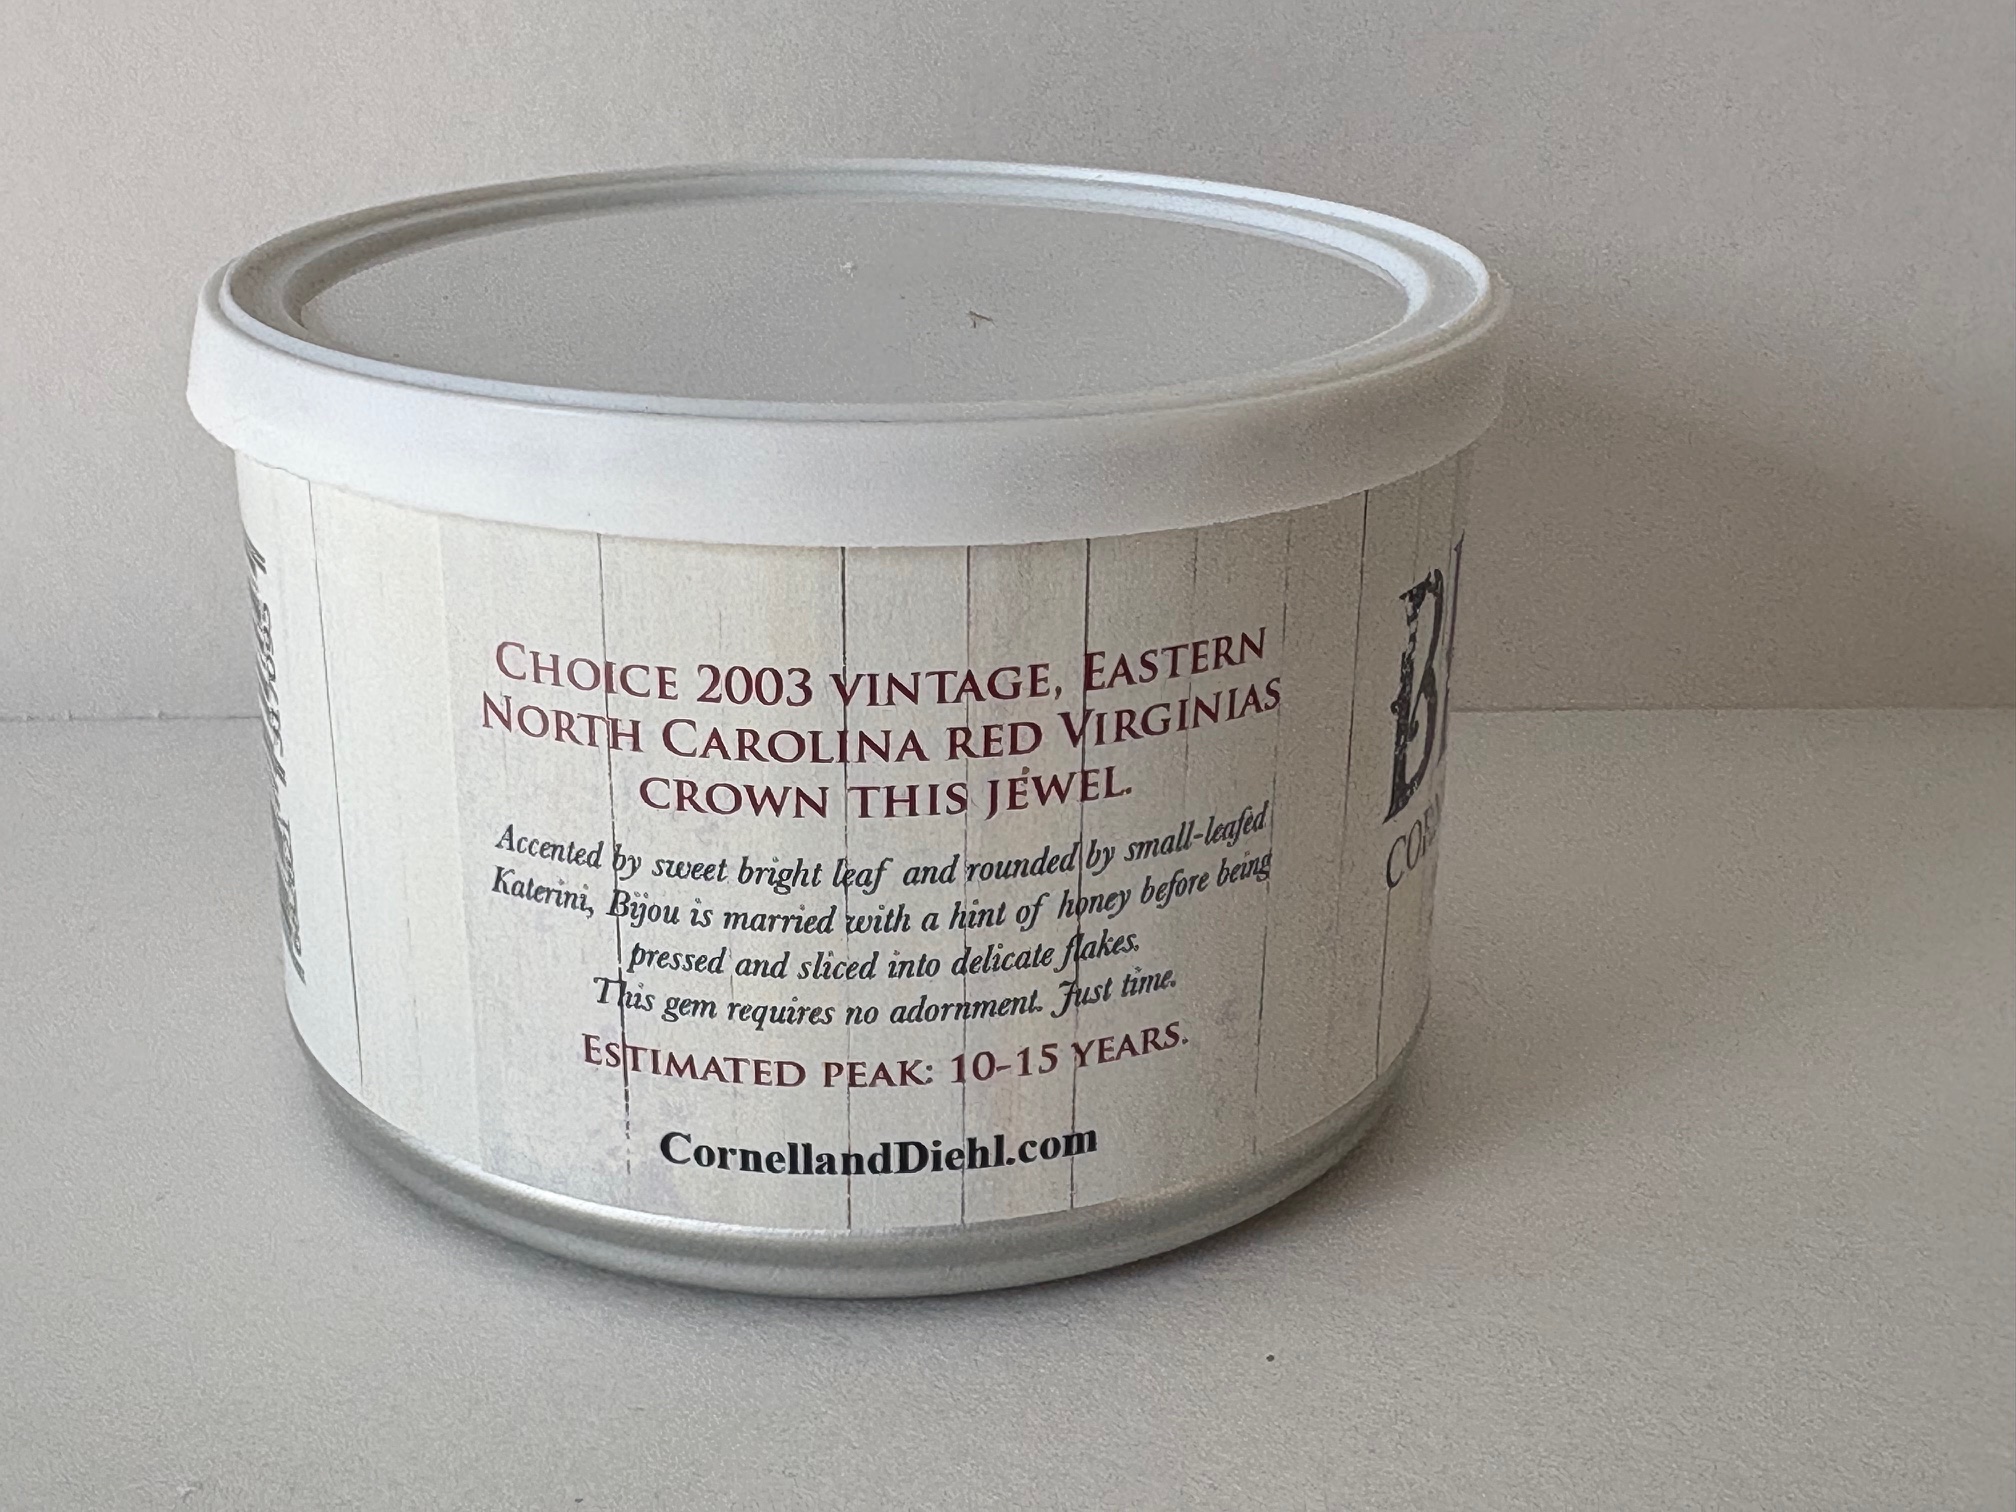 Choice 2003 vintage, Eastern
North Carolina red Virginias
crown this jewel.
Accented by sweet bright leaf and rounded by small-leafed
Katerini, Bijou is married with a hint of honey before being
pressed and sliced into delicate flakes.
This gem requires no adornment. Just time.
Estimated peak: 10-15 years.
CornellandDiehl.com